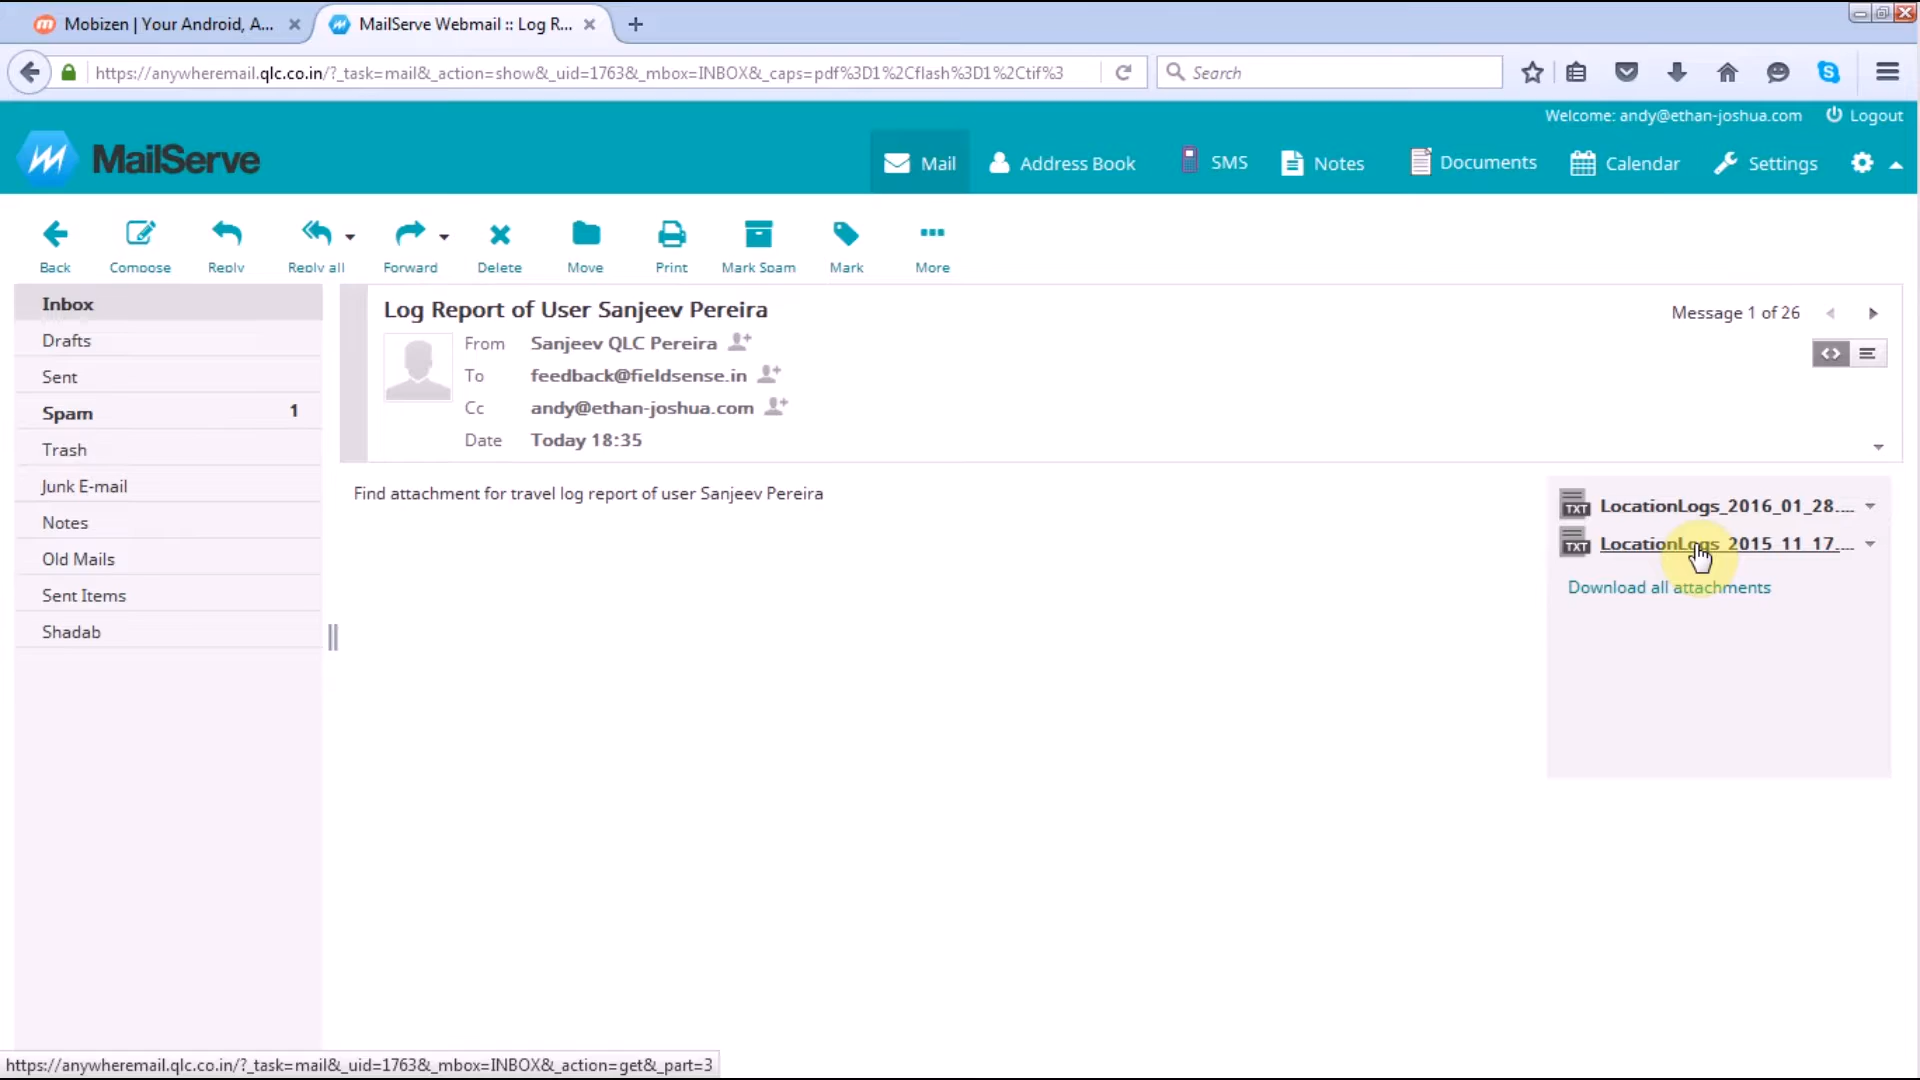 Mobizen | Your Android, A...
MailServe Webmail :: Log R...
https://anywheremail.qlc.co.in/?_task=mail&_action=show&_uid=1763&_mbox=INBOX&_caps=pdf%3D1%2Cflash%3D1%2Ctif%3
Search
Welcome: andy@ethan-joshua.com
Logout
MailServe
Mail
Address Book
SMS
Notes
Documents
Calendar
Settings
Back
Compose
Reply
Reply all
Forward
Delete
Move
Print
Mark Spam
Mark
More
Inbox
Drafts
Sent
Spam 1
Trash
Junk E-mail
Notes
Old Mails
Sent Items
Shadab
Log Report of User Sanjeev Pereira
Message 1 of 26
From Sanjeev QLC Pereira
To feedback@fieldsense.in
Cc andy@ethan-joshua.com
Date Today 18:35
Find attachment for travel log report of user Sanjeev Pereira
TXT LocationLogs_2016_01_28....
TXT LocationLogs_2015_11_17....
Download all attachments
https://anywheremail.qlc.co.in/?_task=mail&_uid=1763&_mbox=INBOX&_action=get&_part=3